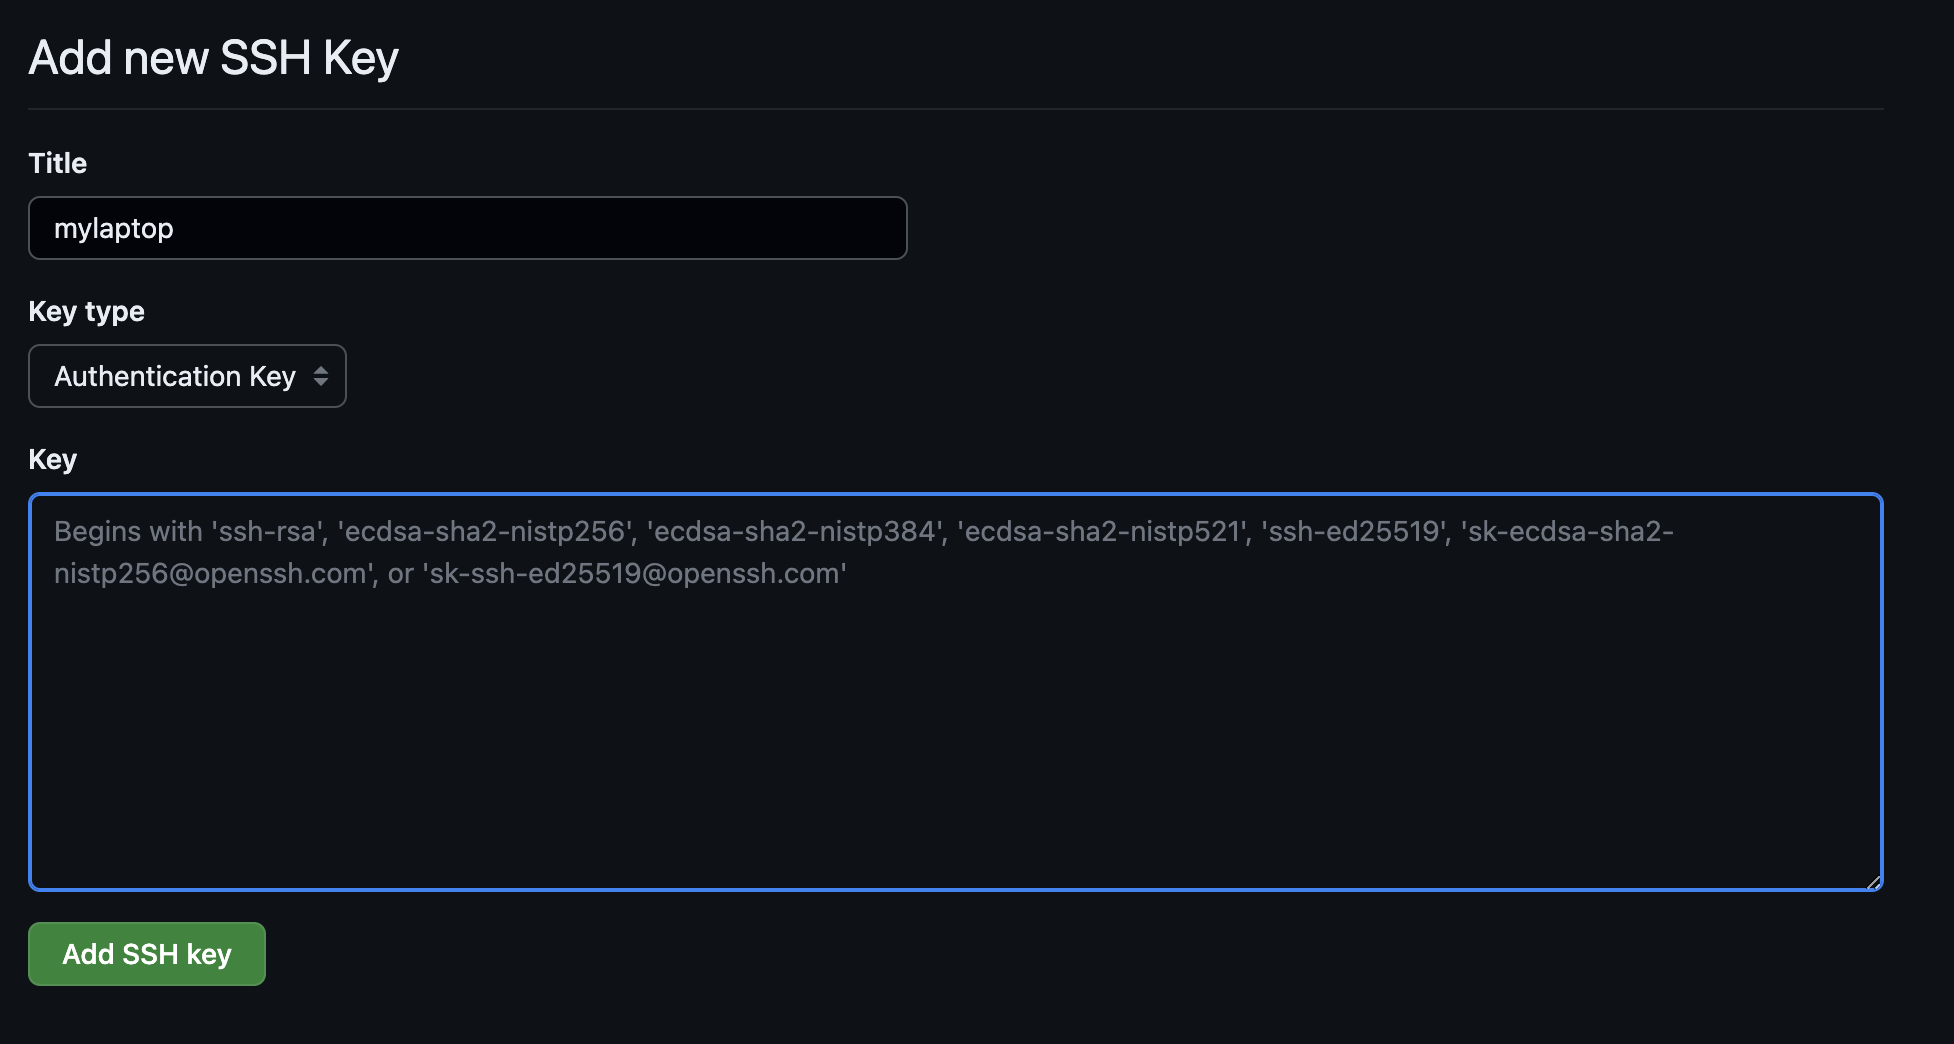 Add new SSH Key
Title
mylaptop
Key type
Authentication Key
Key
Begins with 'ssh-rsa', 'ecdsa-sha2-nistp256', 'ecdsa-sha2-nistp384', 'ecdsa-sha2-nistp521', 'ssh-ed25519', 'sk-ecdsa-sha2-
nistp256@openssh.com', or 'sk-ssh-ed25519@openssh.com'
Add SSH key